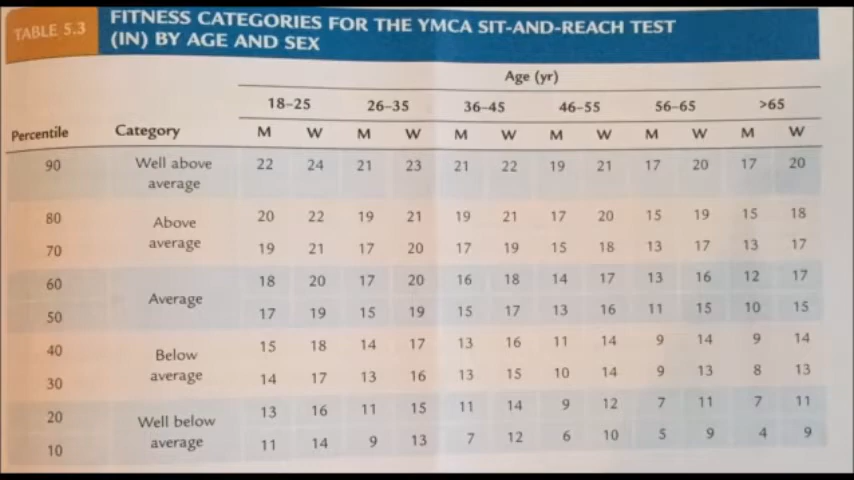 TABLE 5.3
FITNESS CATEGORIES FOR THE YMCA SIT-AND-REACH TEST
(IN) BY AGE AND SEX
Age (yr)
18–25 26–35 36–45 46–55 56–65 >65
Percentile Category M W M W M W M W M W M W
90 Well above average 22 24 21 23 21 22 19 21 17 20 17 20
80 Above average 20 22 19 21 19 21 17 20 15 19 15 18
70 19 21 17 20 17 19 15 18 13 17 13 17
60 Average 18 20 17 20 16 18 14 17 13 16 12 17
50 17 19 15 19 15 17 13 16 11 15 10 15
40 Below average 15 18 14 17 13 16 11 14 9 14 9 14
30 14 17 13 16 13 15 10 14 9 13 8 13
20 Well below average 13 16 11 15 11 14 9 12 7 11 7 11
10 11 14 9 13 7 12 6 10 5 9 4 9